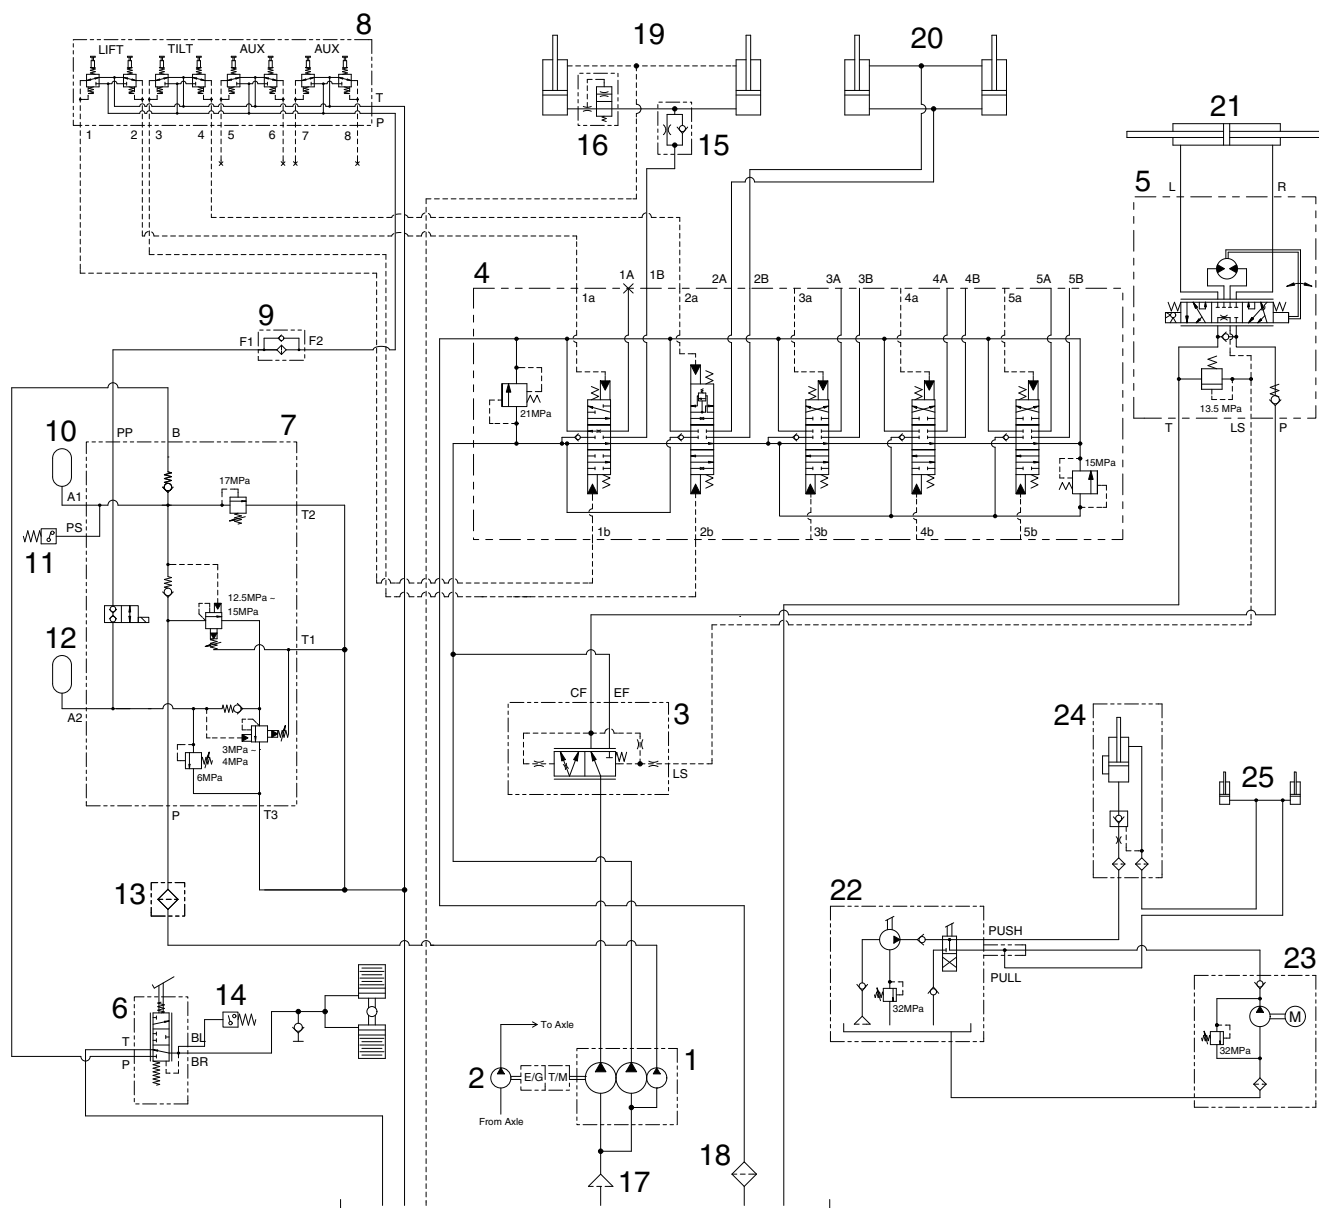 8
19
20
LIFT TILT AUX AUX
T
P
21
1 2 3 4 5 6 7 8
16
15
5
L R
4
1A 1B 2A 2B 3A 3B 4A 4B 5A 5B
1a 2a 3a 4a 5a
9
F1 F2
21MPa
13.5 MPa
T LS P
10
PP B
7
15MPa
17MPa
A1
T2
PS
11
1b 2b 3b 4b 5b
12.5MPa ~
15MPa
12
T1
CF EF
3
24
A2
3MPa ~
4MPa
6MPa
LS
25
P T3
13
22
PUSH
PULL
23
32MPa
M
32MPa
6
14
T
P
BL
BR
To Axle
2
E/G T/M
1
From Axle
17
18